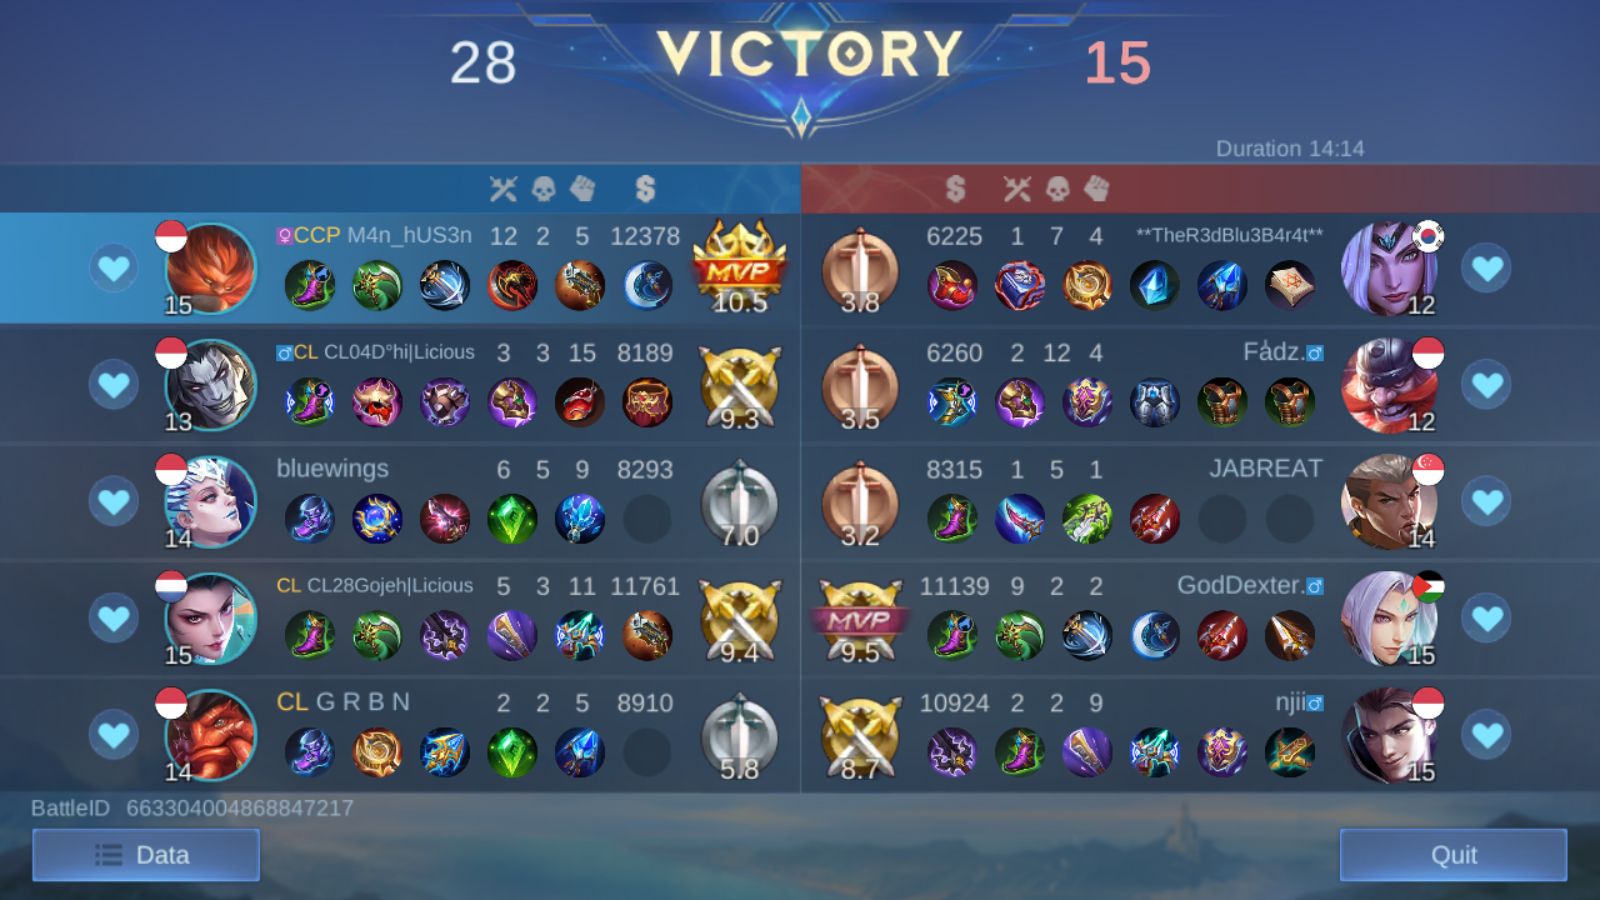 28 VICTORY 15
Duration 14:14
CCP M4n_hUS3n 12 2 5 12378 MVP 10.5 15
3.8 6225 1 7 4 **TheR3dBlu3B4r4t** 12
CL CL04D°hi|Licious 3 3 15 8189 9.3 13
3.5 6260 2 12 4 Fådz. 12
bluewings 6 5 9 8293 7.0 14
3.2 8315 1 5 1 JABREAT 14
CL CL28Gojeh|Licious 5 3 11 11761 9.4 15
MVP 9.5 11139 9 2 2 GodDexter. 15
CL G R B N 2 2 5 8910 5.8 14
8.7 10924 2 2 9 njii 15
BattleID 663304004868847217
Data
Quit